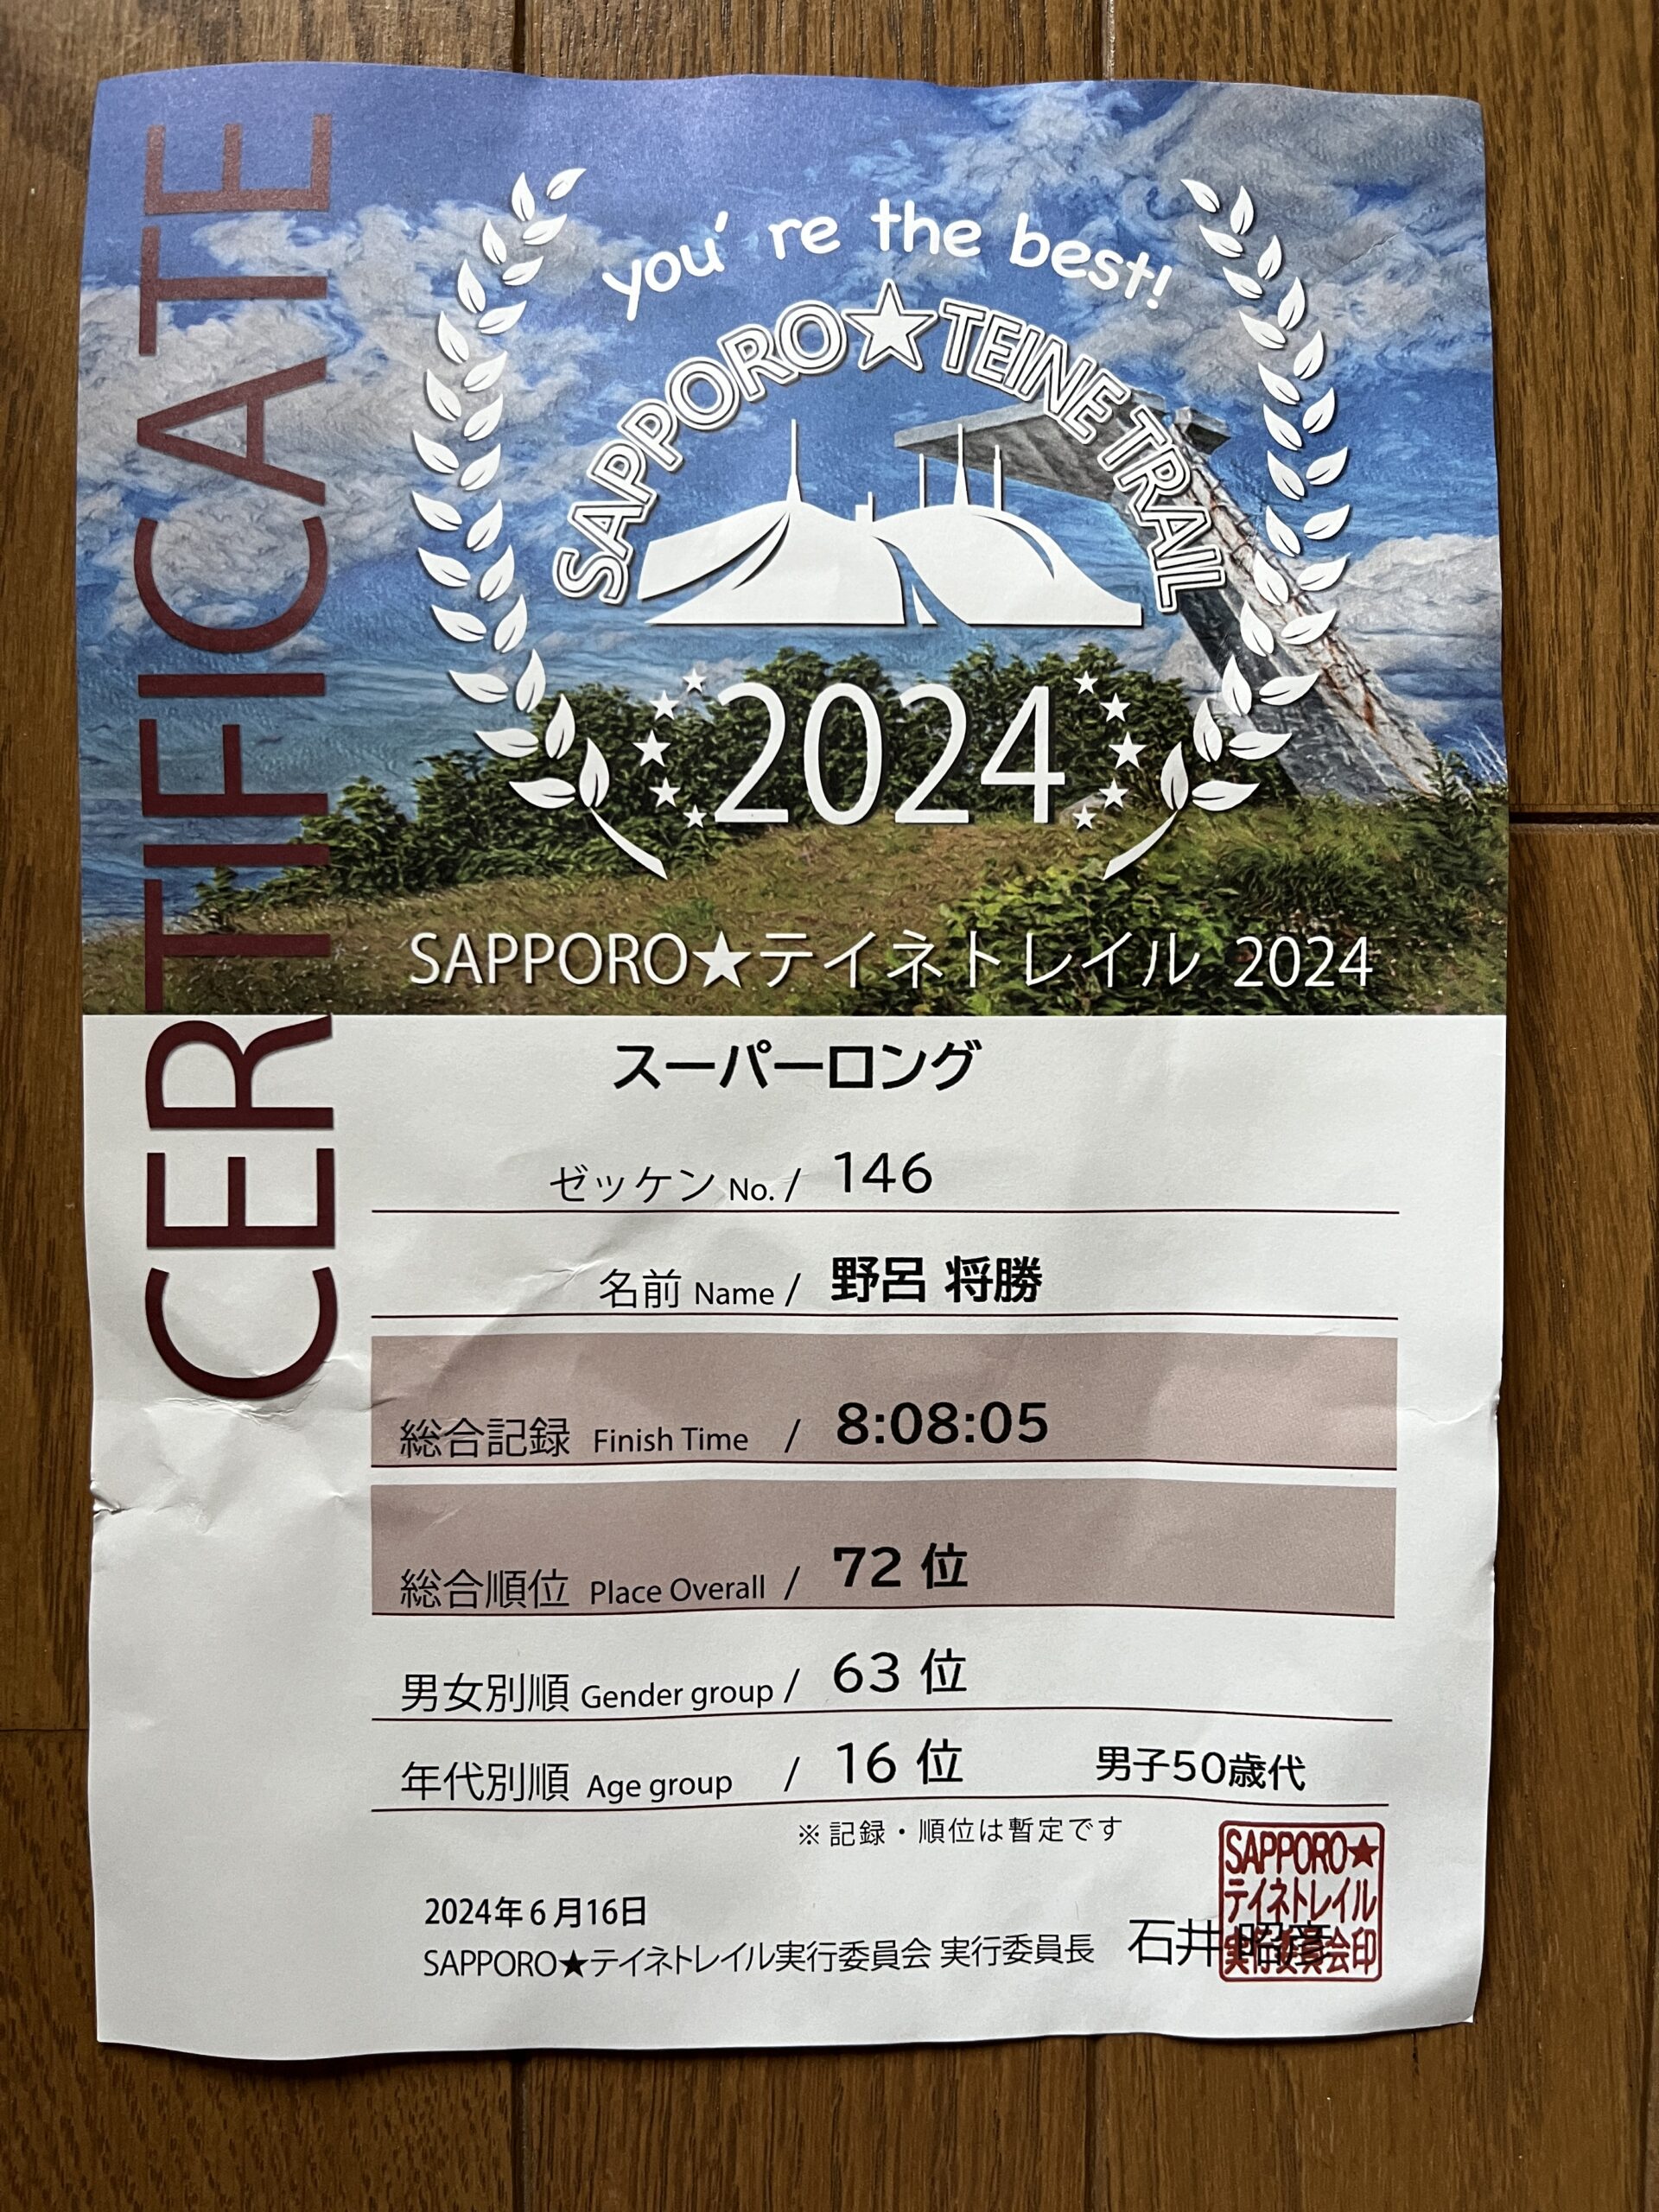 CERTIFICATE
you're the best!
SAPPORO★TEINE TRAIL
2024
SAPPORO★テイネトレイル 2024
スーパーロング
ゼッケン No. / 146
名前 Name / 野呂 将勝
総合記録 Finish Time / 8:08:05
総合順位 Place Overall / 72 位
男女別順 Gender group / 63 位
年代別順 Age group / 16 位 男子50歳代
※記録・順位は暫定です
2024年6月16日
SAPPORO★テイネトレイル実行委員会 実行委員長 石井 昭彦
SAPPORO★
テイネトレイル
実行委員会印